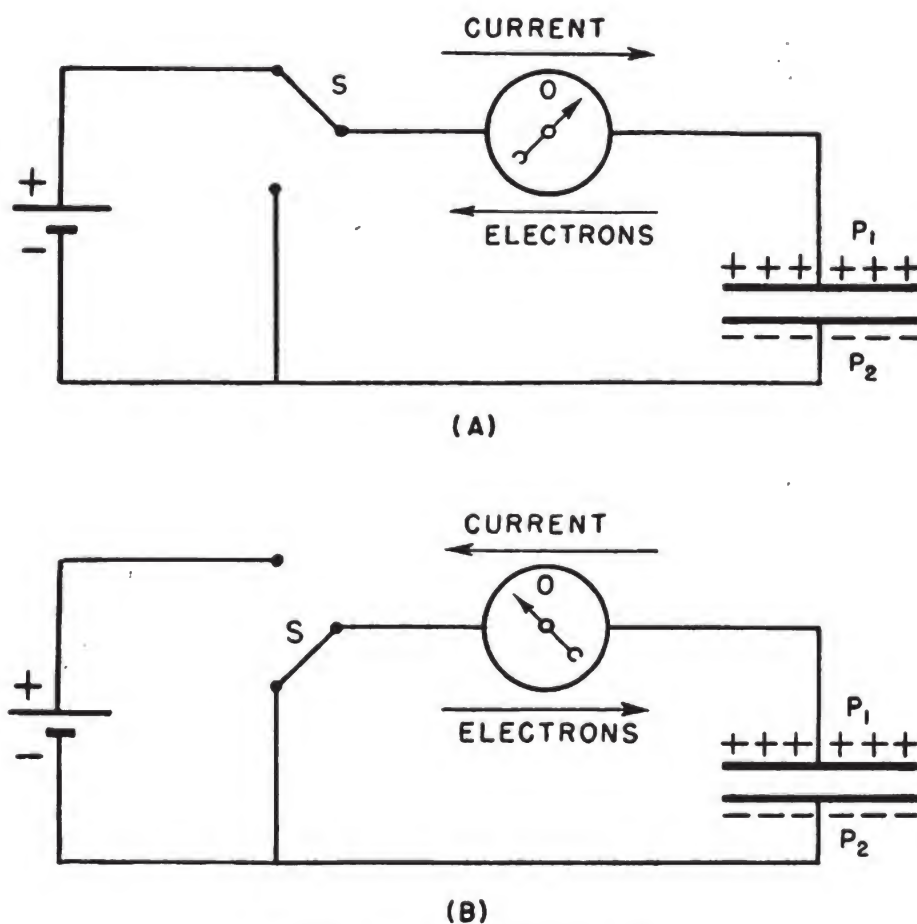 CURRENT
S
O
+
-
ELECTRONS
P1
+ + + + + +
- - - - - -
P2
(A)
CURRENT
S
O
+
-
ELECTRONS
P1
+ + + + + +
- - - - - -
P2
(B)